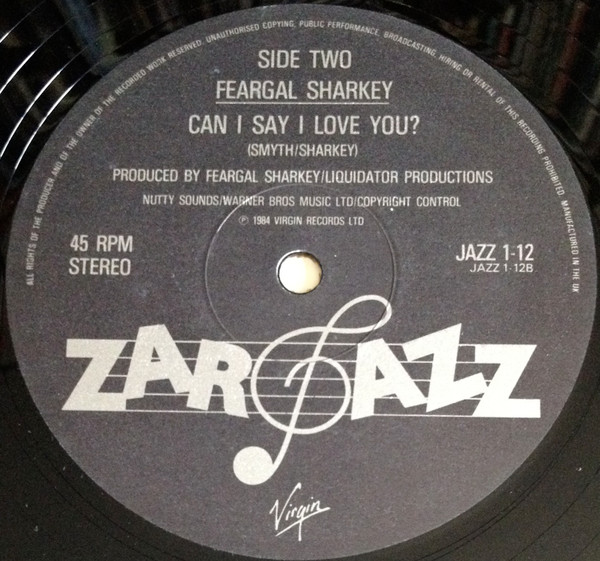 ALL RIGHTS OF THE PRODUCER AND OF THE OWNER OF THE RECORDED WORK RESERVED. UNAUTHORISED COPYING, PUBLIC PERFORMANCE, BROADCASTING, HIRING OR RENTAL OF THIS RECORDING PROHIBITED. MANUFACTURED IN THE UK
SIDE TWO
FEARGAL SHARKEY
CAN I SAY I LOVE YOU?
(SMYTH/SHARKEY)
PRODUCED BY FEARGAL SHARKEY/LIQUIDATOR PRODUCTIONS
NUTTY SOUNDS/WARNER BROS MUSIC LTD/COPYRIGHT CONTROL
℗ 1984 VIRGIN RECORDS LTD
45 RPM
STEREO
JAZZ 1-12
JAZZ 1-12B
ZARJAZZ
Virgin